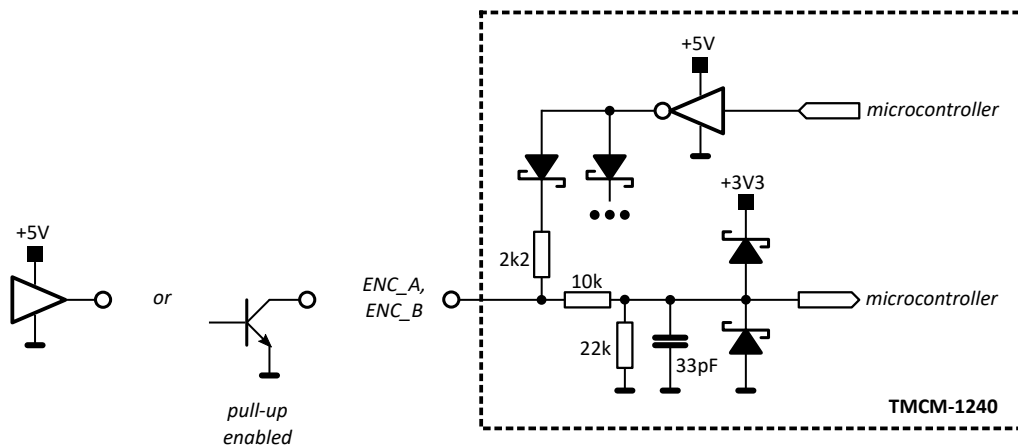 +5V
microcontroller
+3V3
+5V
2k2
or
ENC_A,
ENC_B
10k
microcontroller
22k
33pF
pull-up
enabled
TMCM-1240